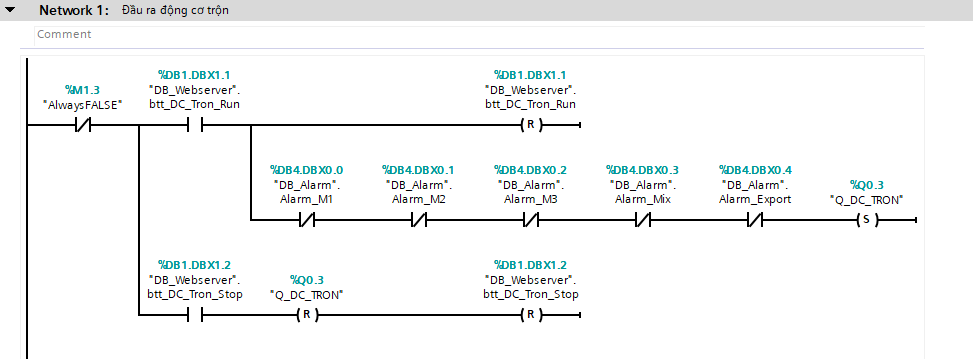 Network 1: Đầu ra động cơ trộn
Comment
%M1.3
"AlwaysFALSE"
%DB1.DBX1.1
"DB_Webserver".
btt_DC_Tron_Run
%DB1.DBX1.1
"DB_Webserver".
btt_DC_Tron_Run
R
%DB4.DBX0.0
"DB_Alarm".
Alarm_M1
%DB4.DBX0.1
"DB_Alarm".
Alarm_M2
%DB4.DBX0.2
"DB_Alarm".
Alarm_M3
%DB4.DBX0.3
"DB_Alarm".
Alarm_Mix
%DB4.DBX0.4
"DB_Alarm".
Alarm_Export
%Q0.3
"Q_DC_TRON"
S
%DB1.DBX1.2
"DB_Webserver".
btt_DC_Tron_Stop
%Q0.3
"Q_DC_TRON"
R
%DB1.DBX1.2
"DB_Webserver".
btt_DC_Tron_Stop
R